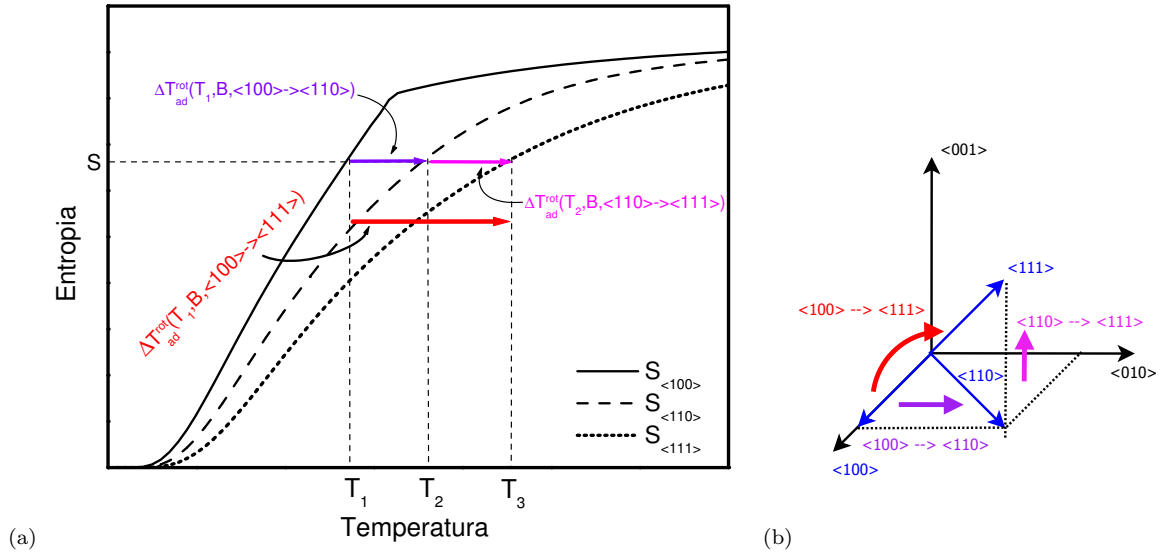 ΔT^rot_ad(T_1,B,<100>-><110>)
S
ΔT^rot_ad(T_2,B,<110>-><111>)
ΔT^rot_ad(T_1,B,<100>-><111>)
Entropia
S_<100>
S_<110>
S_<111>
T_1 T_2 T_3
Temperatura
(a)
<001>
<111>
<100> --> <111>
<110> --> <111>
<110>
<010>
<100> --> <110>
<100>
(b)